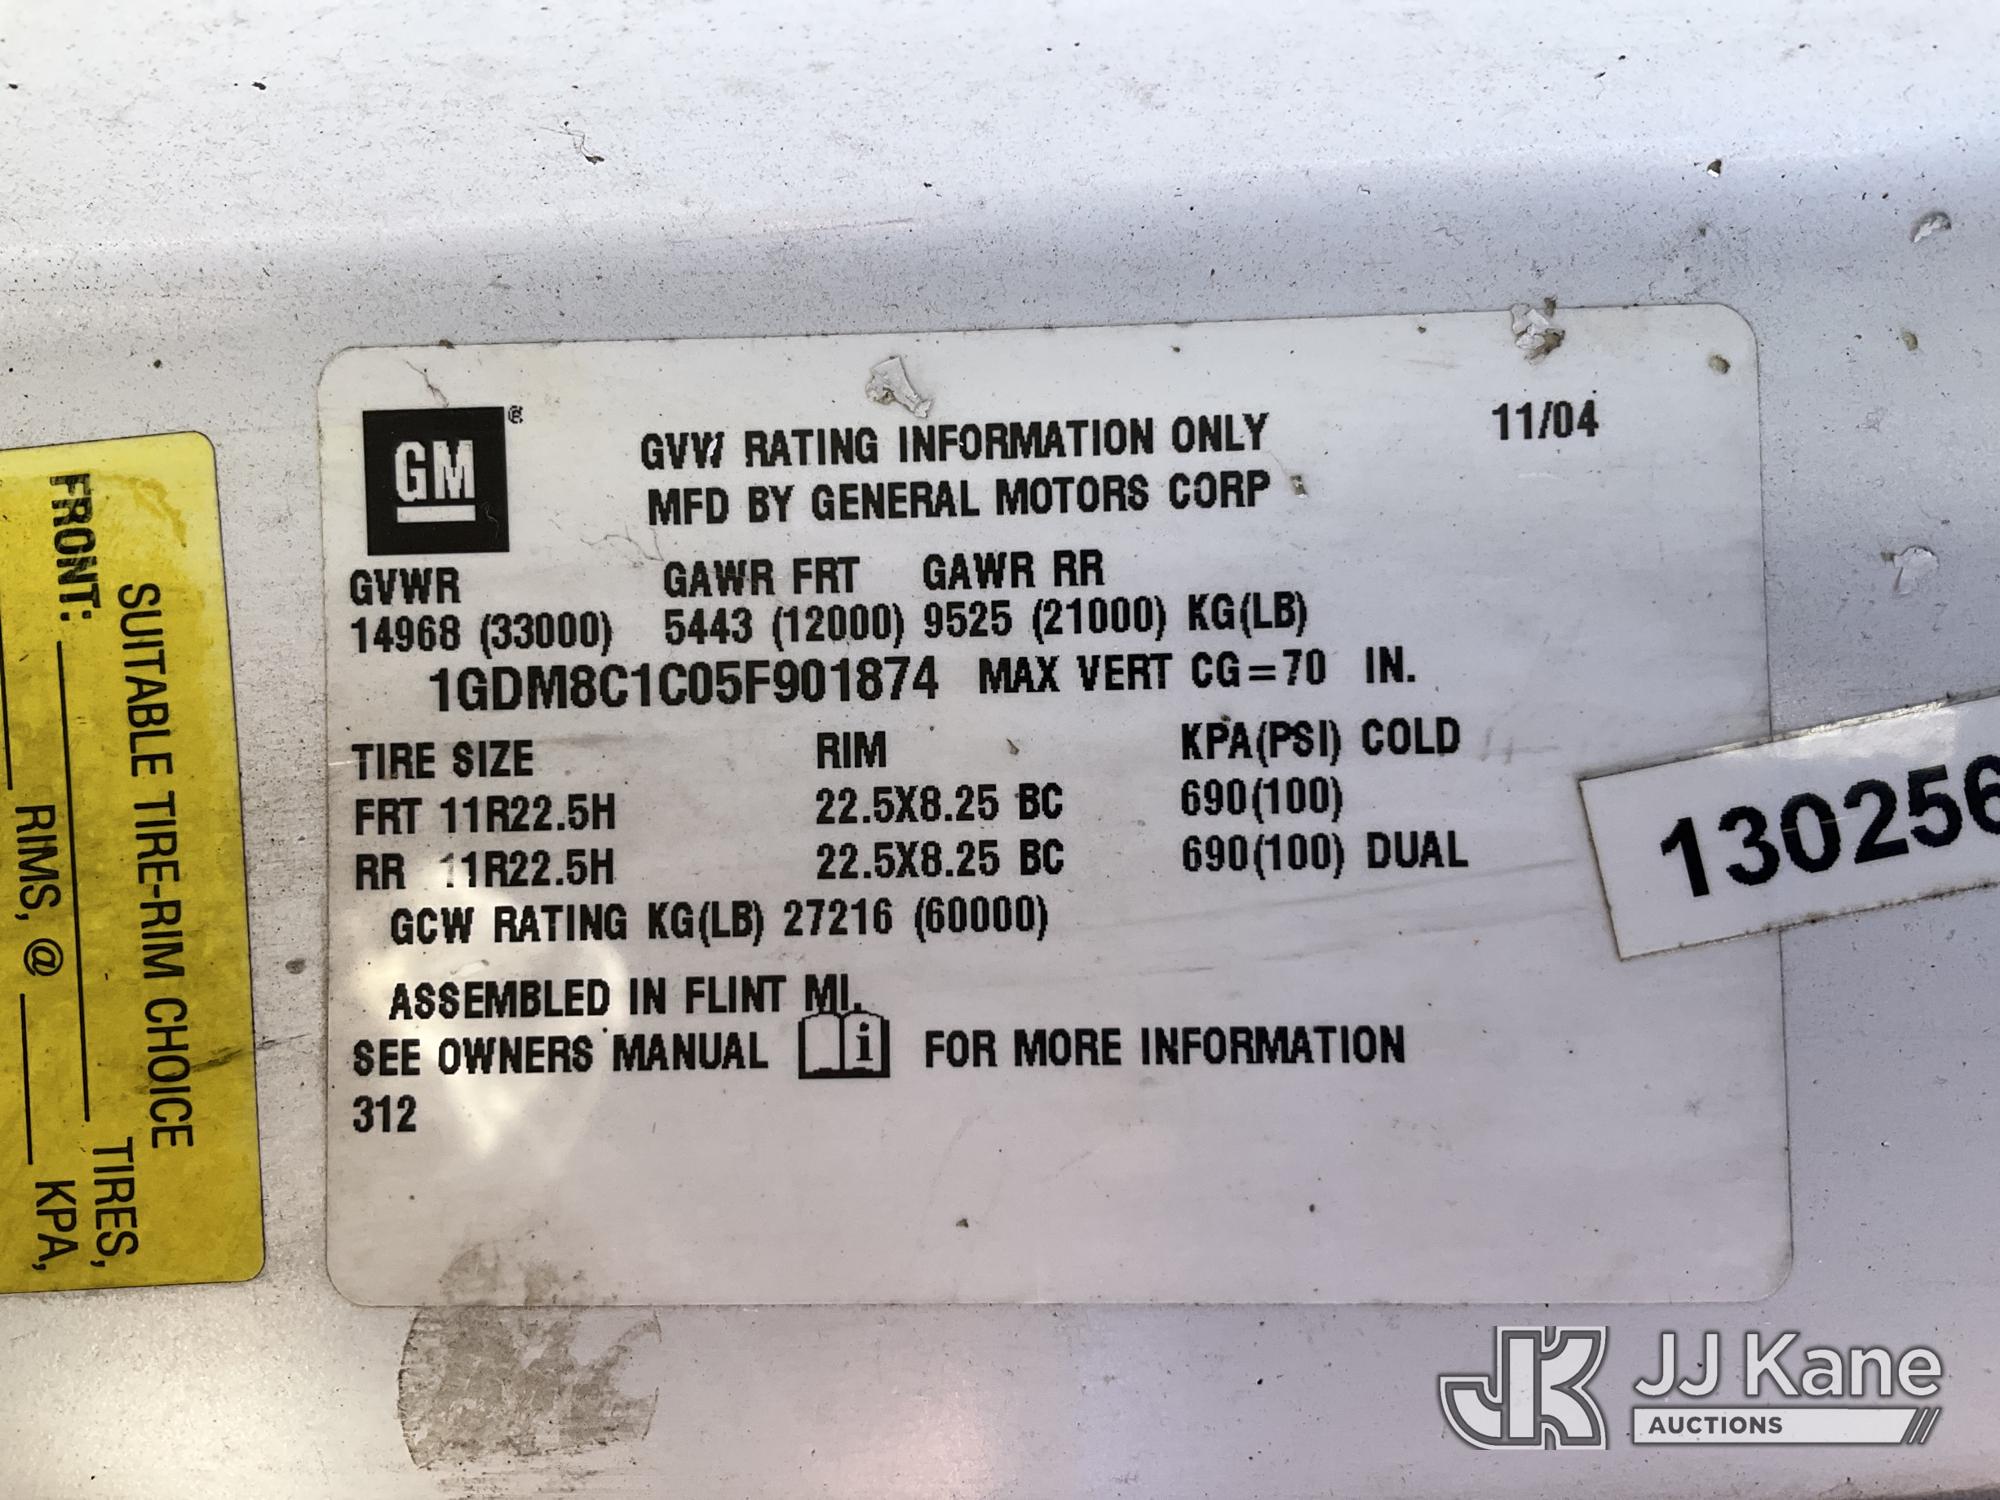 GM ®
GVW RATING INFORMATION ONLY 11/04
MFD BY GENERAL MOTORS CORP
GVWR GAWR FRT GAWR RR
14968 (33000) 5443 (12000) 9525 (21000) KG(LB)
1GDM8C1C05F901874 MAX VERT CG=70 IN.
TIRE SIZE RIM KPA(PSI) COLD
FRT 11R22.5H 22.5X8.25 BC 690(100)
RR 11R22.5H 22.5X8.25 BC 690(100) DUAL
GCW RATING KG(LB) 27216 (60000)
ASSEMBLED IN FLINT MI.
SEE OWNERS MANUAL i FOR MORE INFORMATION
312
130256
SUITABLE TIRE-RIM CHOICE
FRONT: TIRES,
RIMS, @ KPA,
JK JJ Kane
AUCTIONS